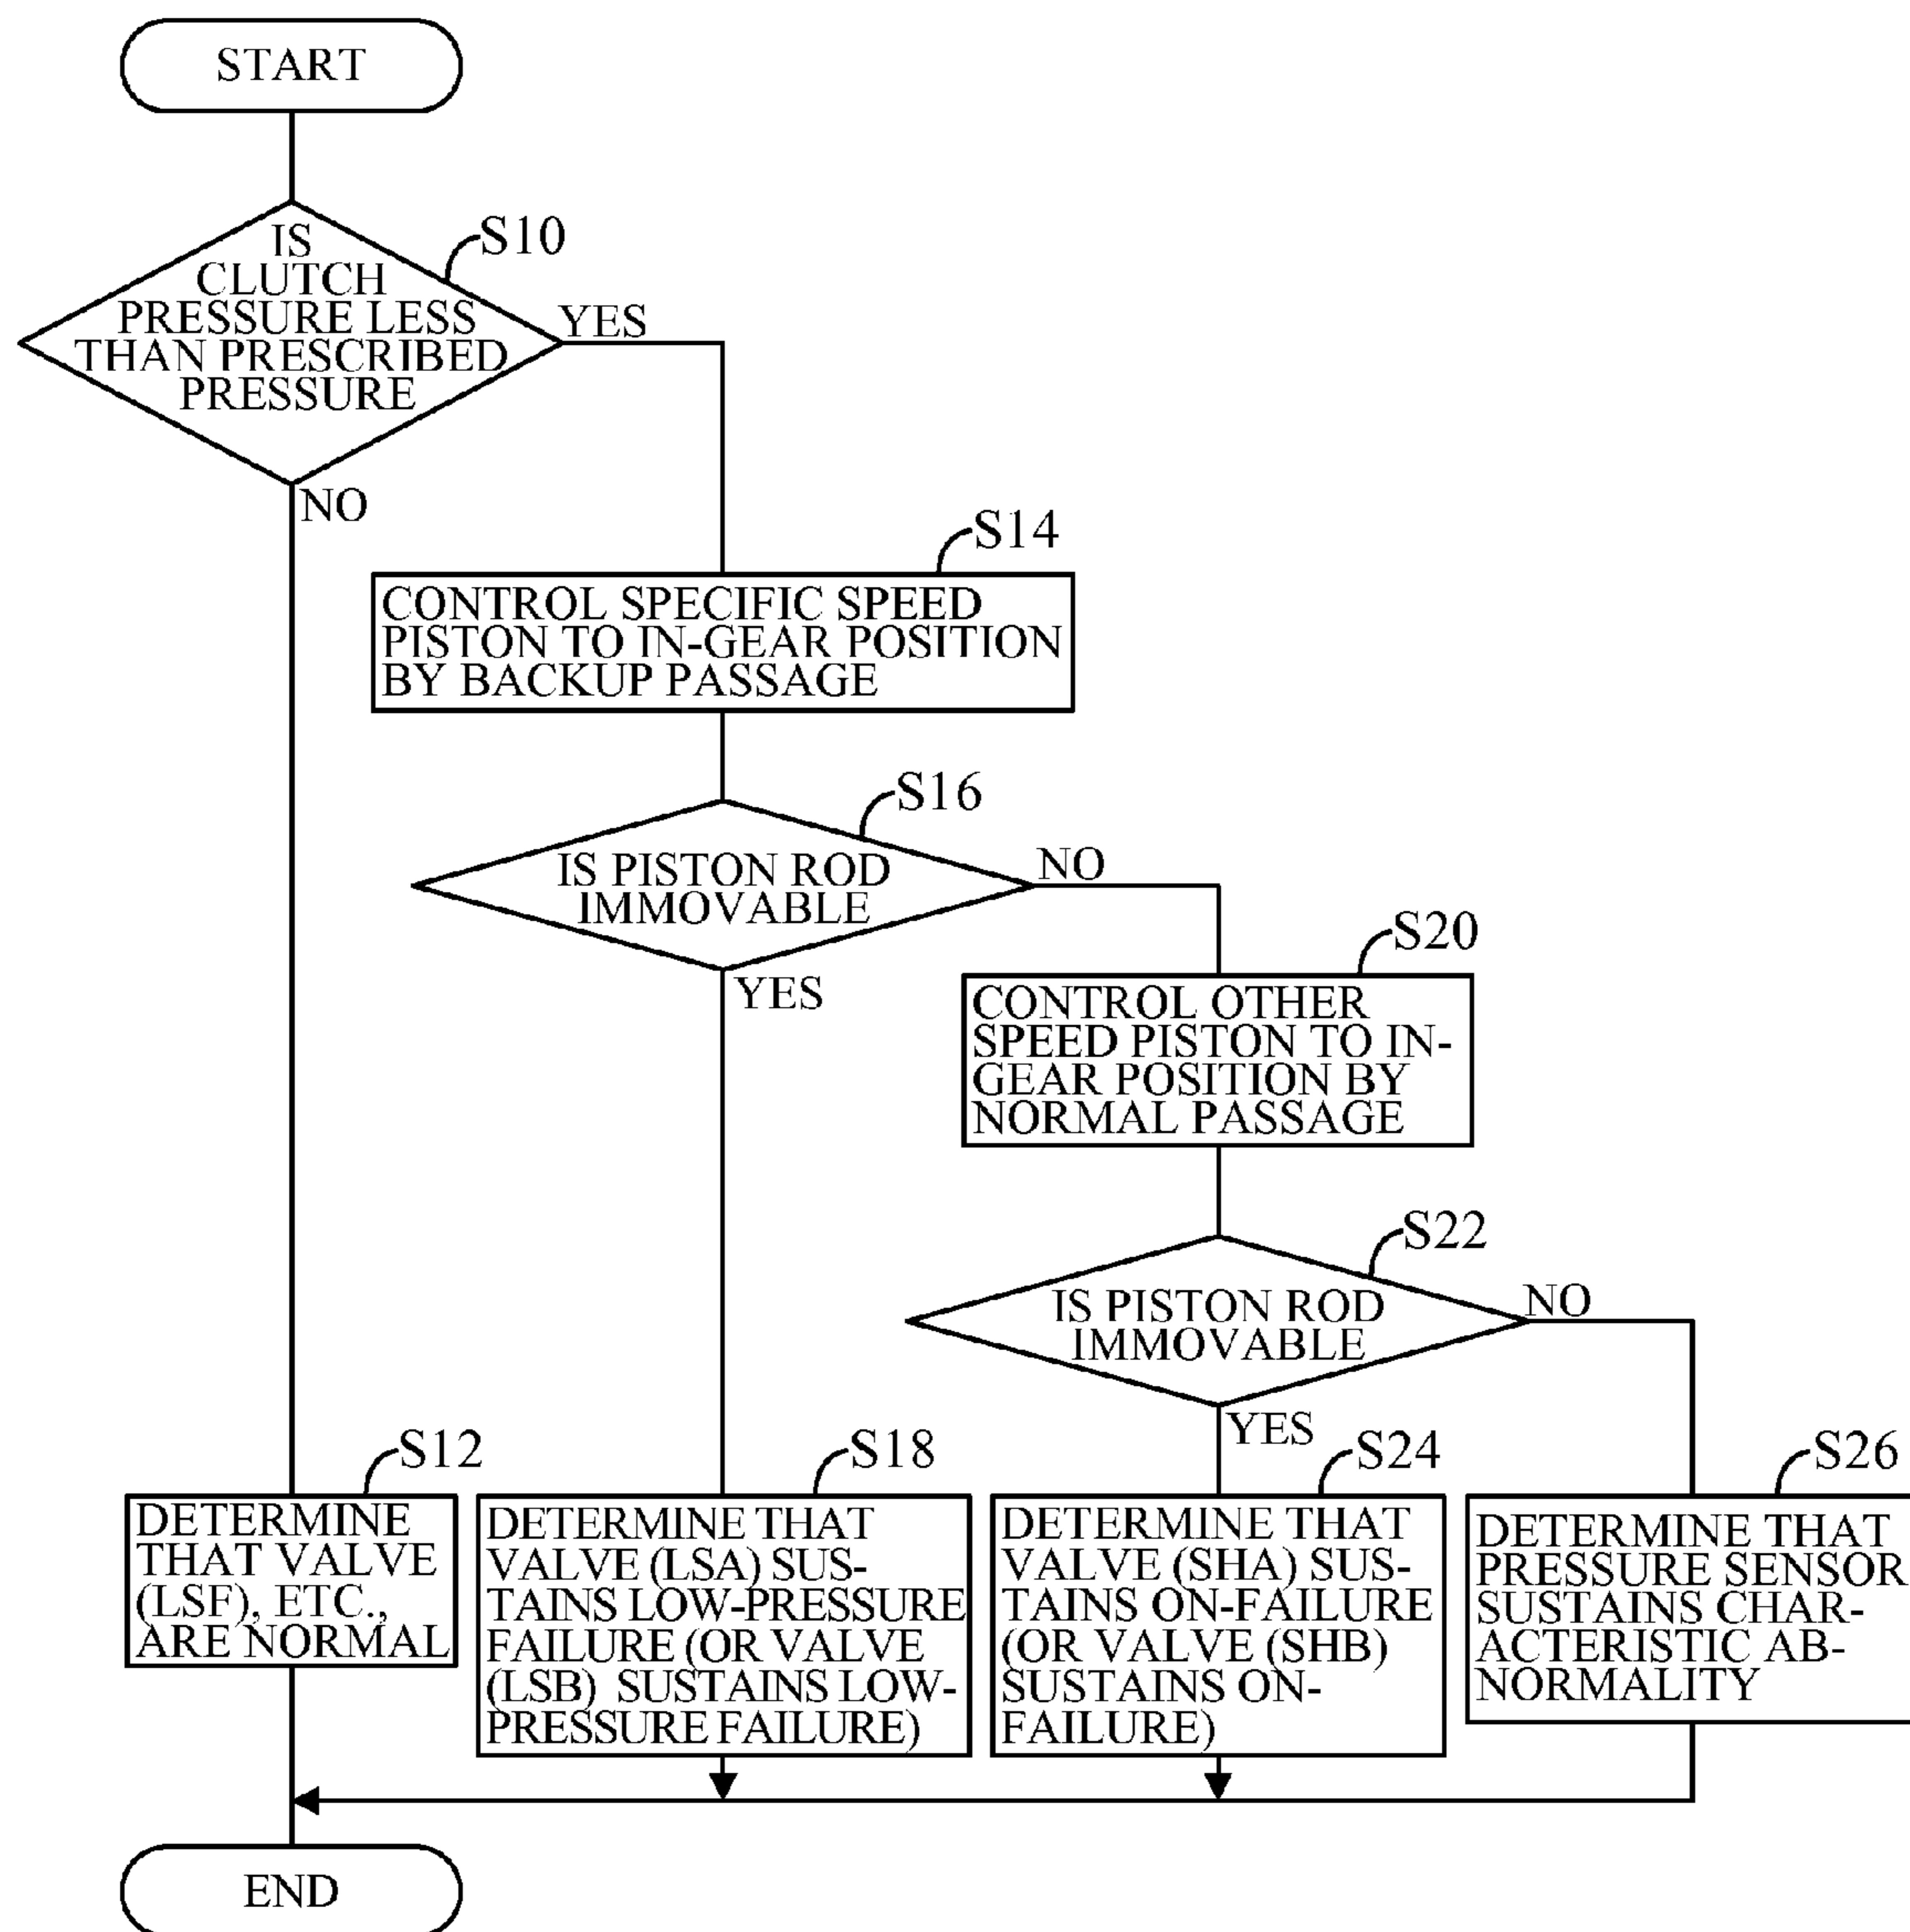 START
IS
CLUTCH
PRESSURE LESS
THAN PRESCRIBED
PRESSURE
S10
YES
NO
S14
CONTROL SPECIFIC SPEED
PISTON TO IN-GEAR POSITION
BY BACKUP PASSAGE
S16
IS PISTON ROD
IMMOVABLE
NO
YES
S20
CONTROL OTHER
SPEED PISTON TO IN-
GEAR POSITION BY
NORMAL PASSAGE
S22
IS PISTON ROD
IMMOVABLE
NO
YES
S12
DETERMINE
THAT VALVE
(LSF), ETC.,
ARE NORMAL
S18
DETERMINE THAT
VALVE (LSA) SUS-
TAINS LOW-PRESSURE
FAILURE (OR VALVE
(LSB) SUSTAINS LOW-
PRESSURE FAILURE)
S24
DETERMINE THAT
VALVE (SHA) SUS-
TAINS ON-FAILURE
(OR VALVE (SHB)
SUSTAINS ON-
FAILURE)
S26
DETERMINE THAT
PRESSURE SENSOR
SUSTAINS CHAR-
ACTERISTIC AB-
NORMALITY
END